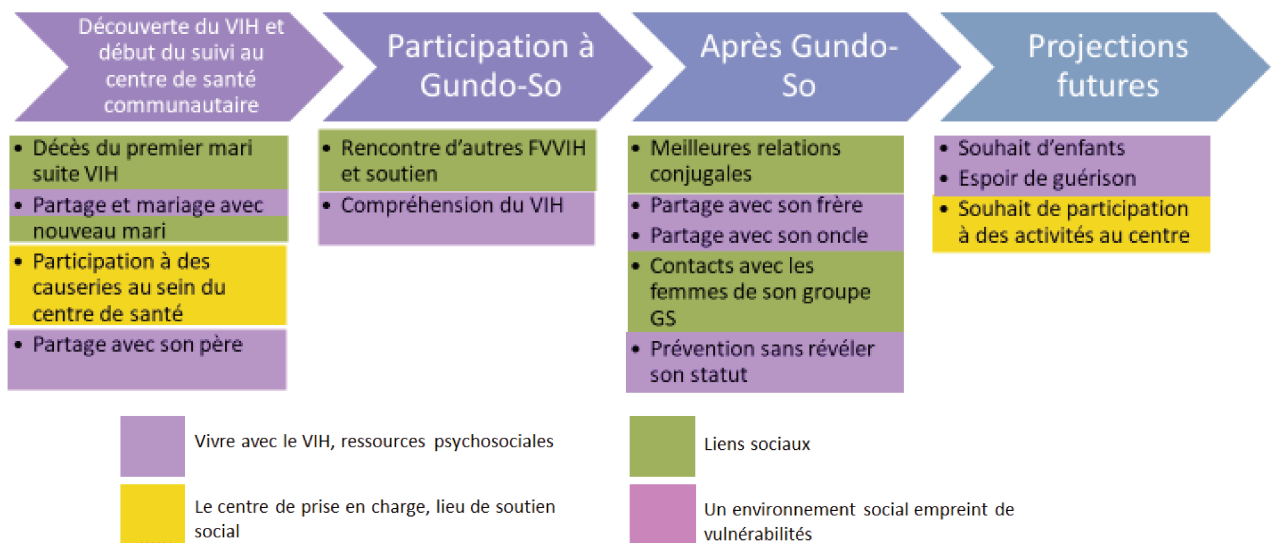 Découverte du VIH et
début du suivi au
centre de santé
communautaire
Participation à
Gundo-So
Après Gundo-
So
Projections
futures
• Décès du premier mari
suite VIH
• Partage et mariage avec
nouveau mari
• Participation à des
causeries au sein du
centre de santé
• Partage avec son père
• Rencontre d'autres FVVIH
et soutien
• Compréhension du VIH
• Meilleures relations
conjugales
• Partage avec son frère
• Partage avec son oncle
• Contacts avec les
femmes de son groupe
GS
• Prévention sans révéler
son statut
• Souhait d'enfants
• Espoir de guérison
• Souhait de participation
à des activités au centre
Vivre avec le VIH, ressources psychosociales
Liens sociaux
Le centre de prise en charge, lieu de soutien
social
Un environnement social empreint de
vulnérabilités